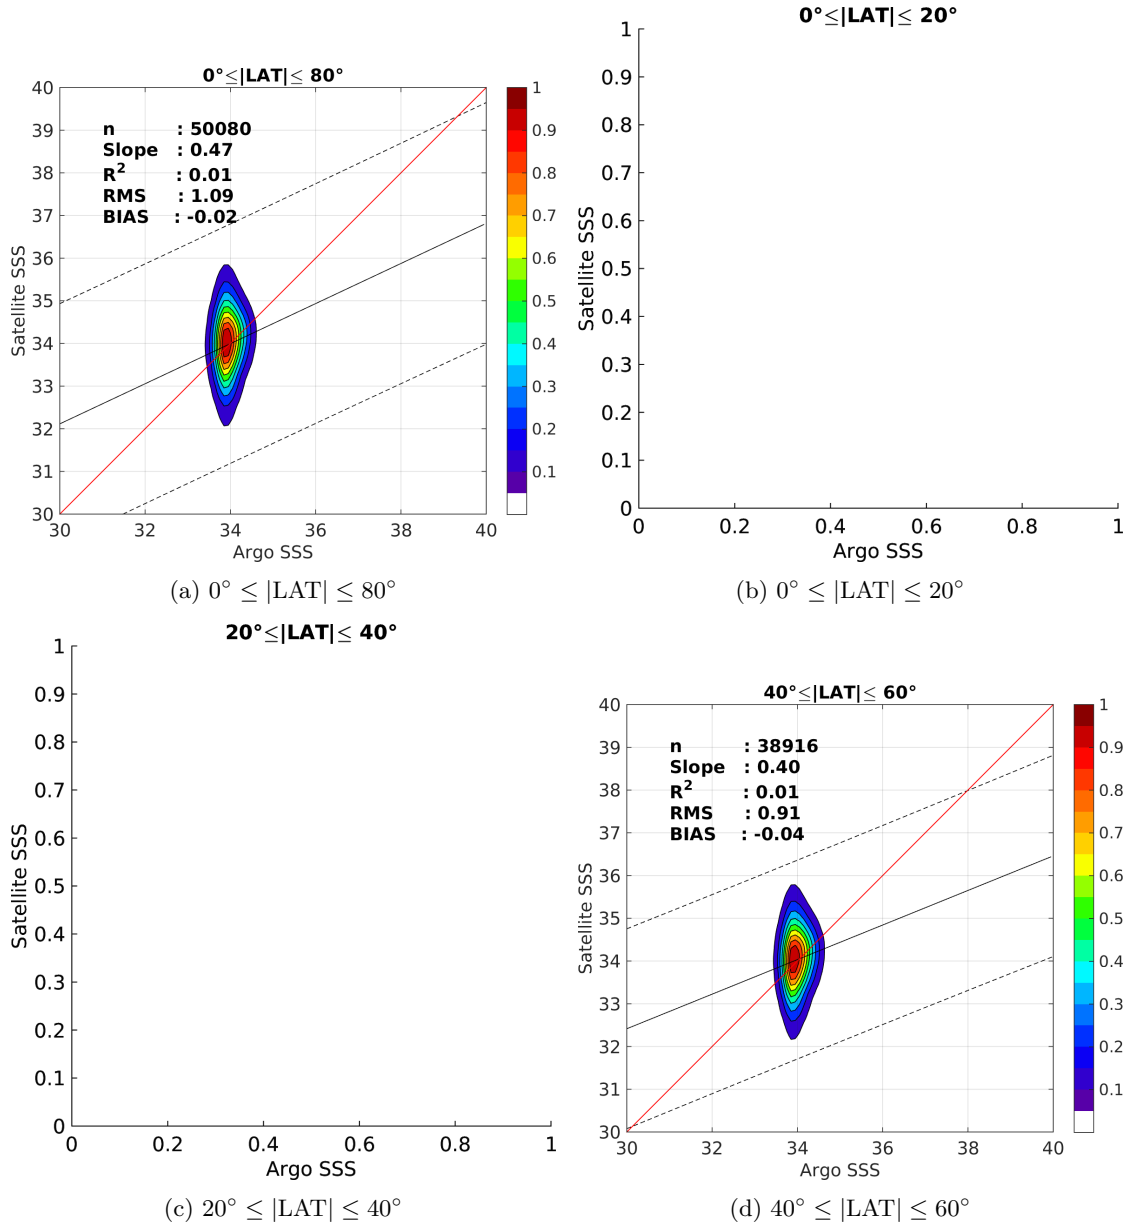 0°≤|LAT|≤ 80°
40
39
38
37
36
35
34
33
32
31
30
n : 50080
Slope : 0.47
R² : 0.01
RMS : 1.09
BIAS : -0.02
1
0.9
0.8
0.7
0.6
0.5
0.4
0.3
0.2
0.1
Satellite SSS
30 32 34 36 38 40
Argo SSS
(a) 0° ≤ |LAT| ≤ 80°
0°≤|LAT|≤ 20°
1
0.9
0.8
0.7
0.6
0.5
0.4
0.3
0.2
0.1
0
Satellite SSS
0 0.2 0.4 0.6 0.8 1
Argo SSS
(b) 0° ≤ |LAT| ≤ 20°
20°≤|LAT|≤ 40°
1
0.9
0.8
0.7
0.6
0.5
0.4
0.3
0.2
0.1
0
Satellite SSS
0 0.2 0.4 0.6 0.8 1
Argo SSS
(c) 20° ≤ |LAT| ≤ 40°
40°≤|LAT|≤ 60°
40
39
38
37
36
35
34
33
32
31
30
n : 38916
Slope : 0.40
R² : 0.01
RMS : 0.91
BIAS : -0.04
1
0.9
0.8
0.7
0.6
0.5
0.4
0.3
0.2
0.1
Satellite SSS
30 32 34 36 38 40
Argo SSS
(d) 40° ≤ |LAT| ≤ 60°